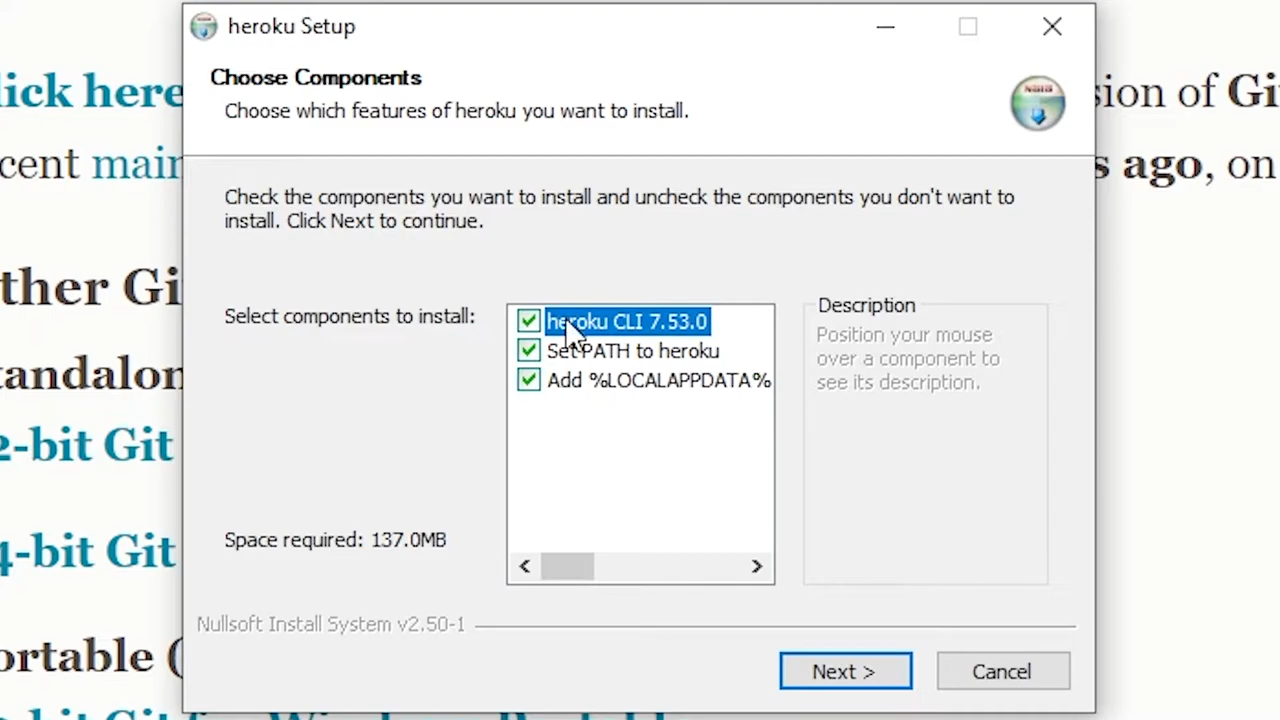 heroku Setup
Choose Components
Choose which features of heroku you want to install.
lick here
sion of Gi
cent main
s ago, on
Check the components you want to install and uncheck the components you don't want to
install. Click Next to continue.
ther Gi
Select components to install:
heroku CLI 7.53.0
Set PATH to heroku
Add %LOCALAPPDATA%
Description
Position your mouse
over a component to
see its description.
tandalon
2-bit Git
4-bit Git
Space required: 137.0MB
Nullsoft Install System v2.50-1
ortable (
Next >
Cancel